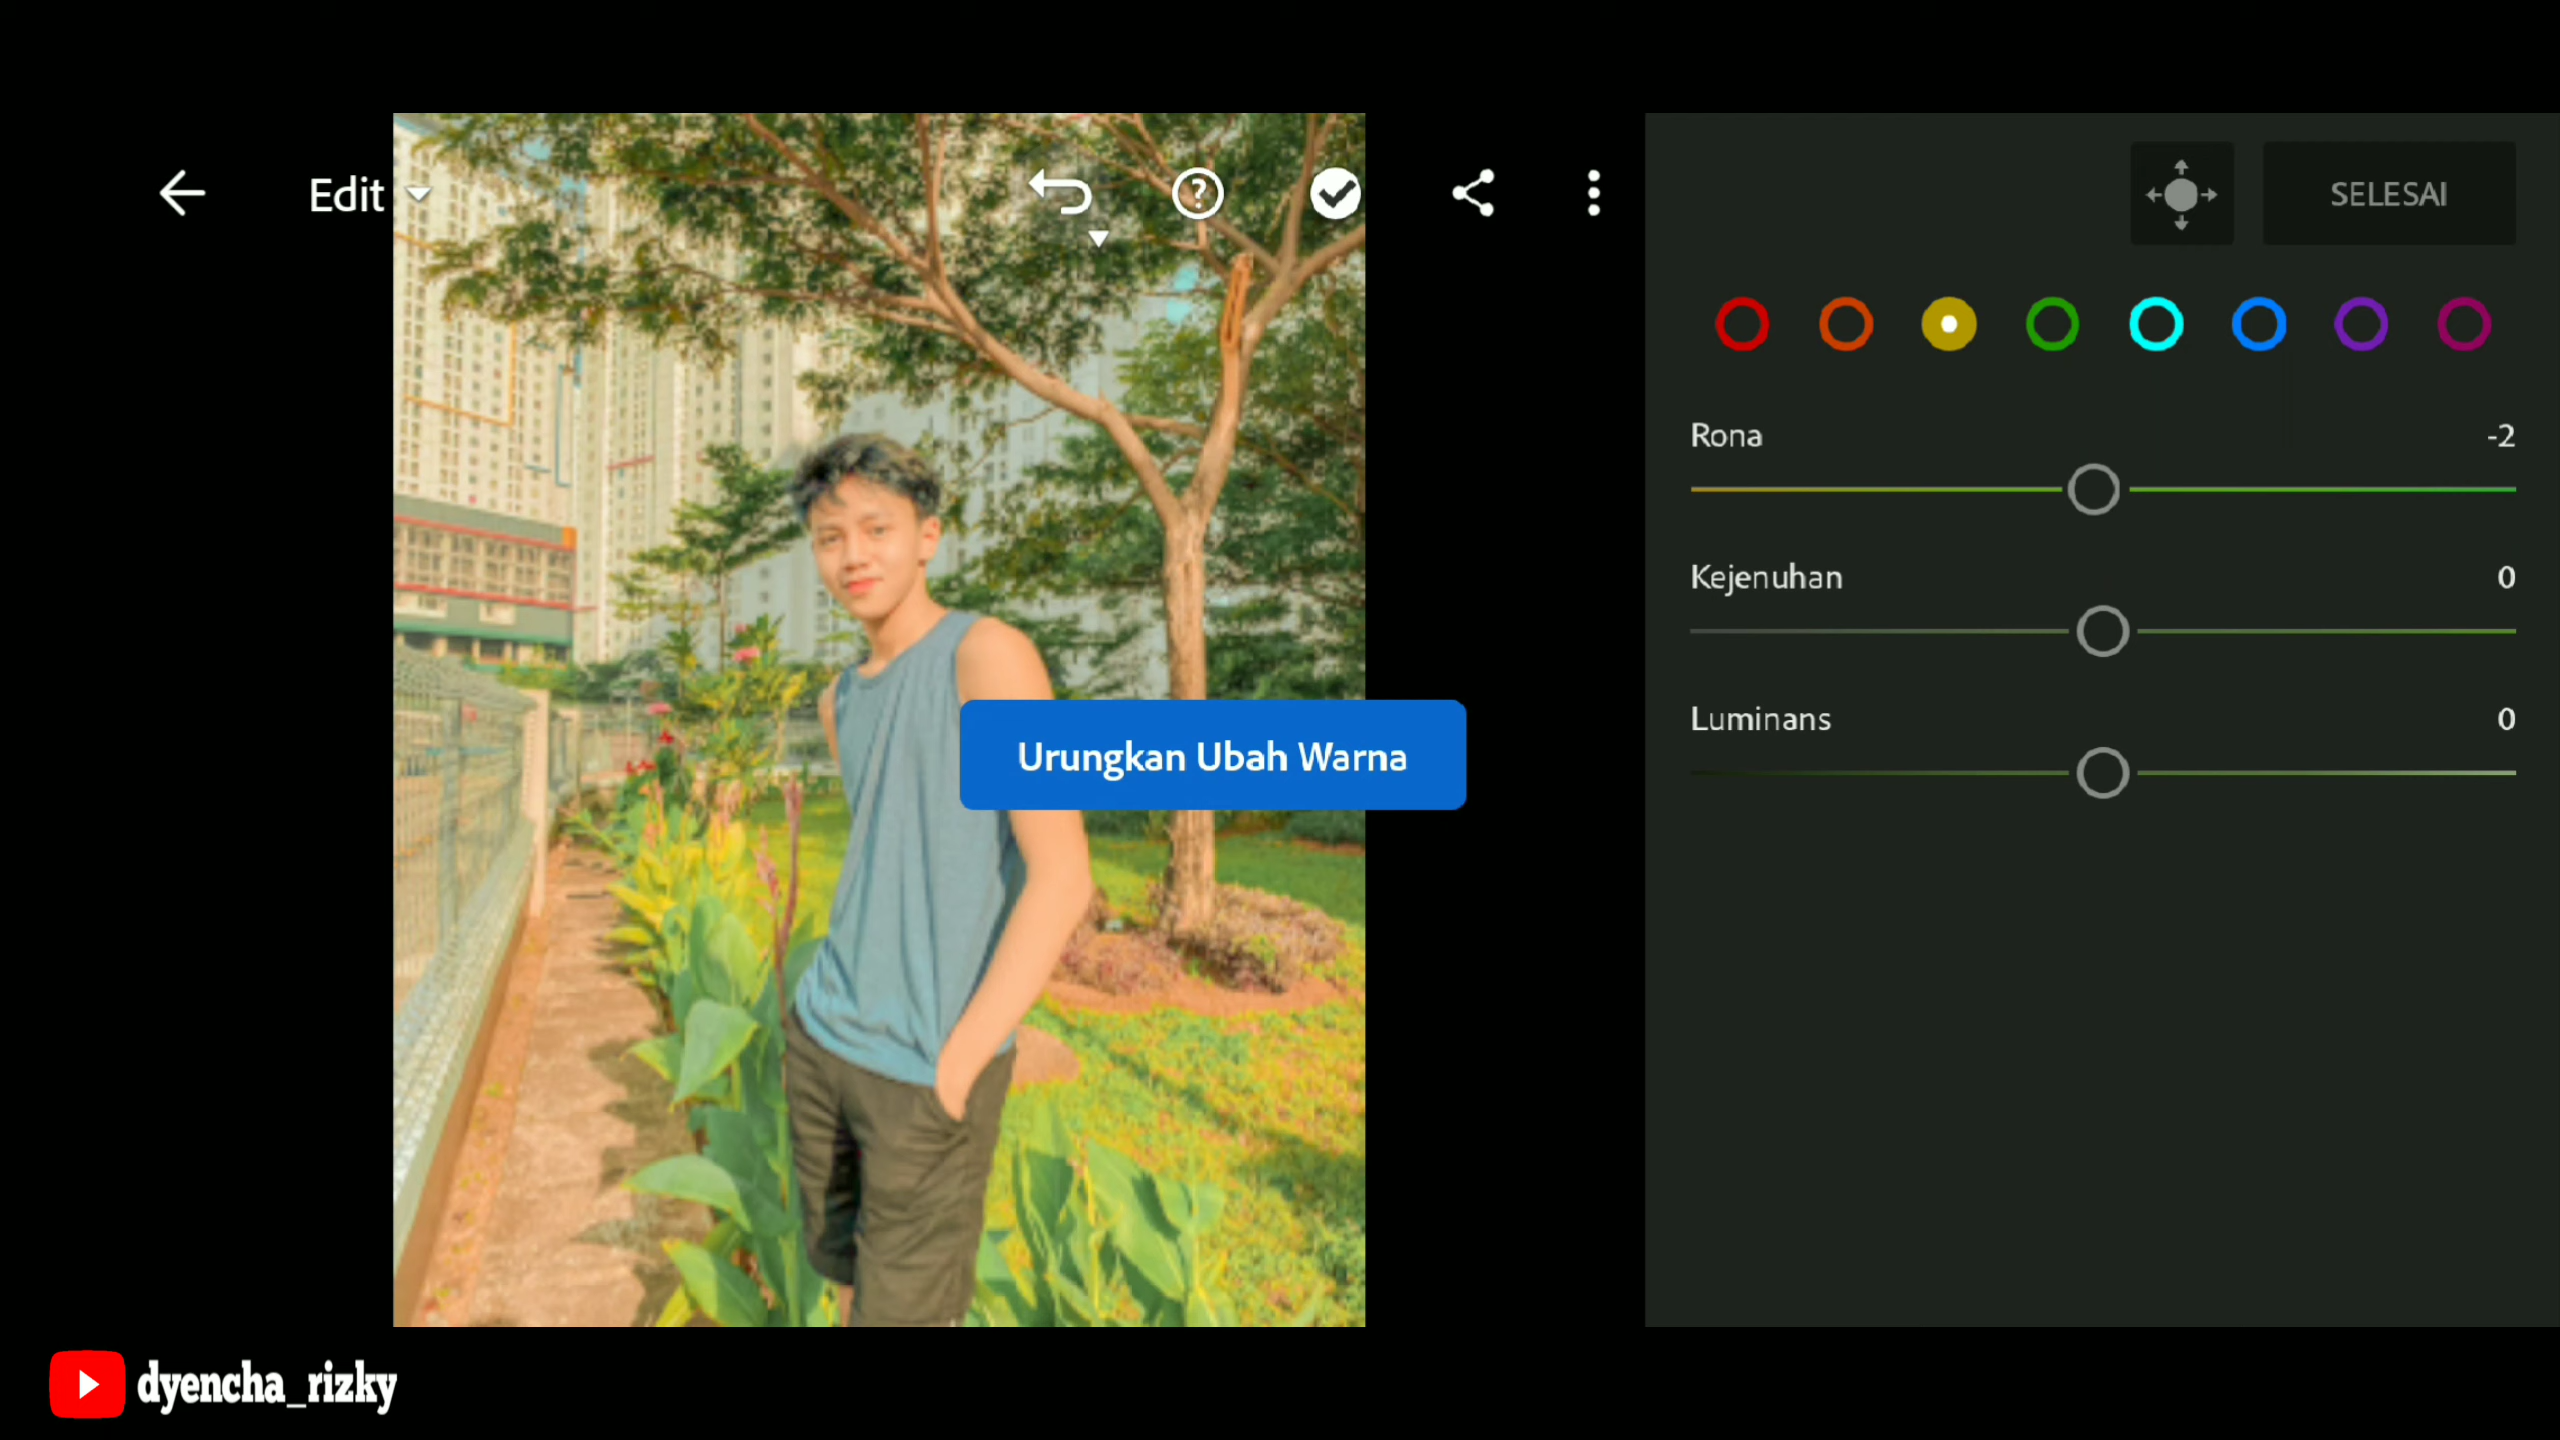 Edit
SELESAI
Rona -2
Kejenuhan 0
Urungkan Ubah Warna
Luminans 0
dyencha_rizky